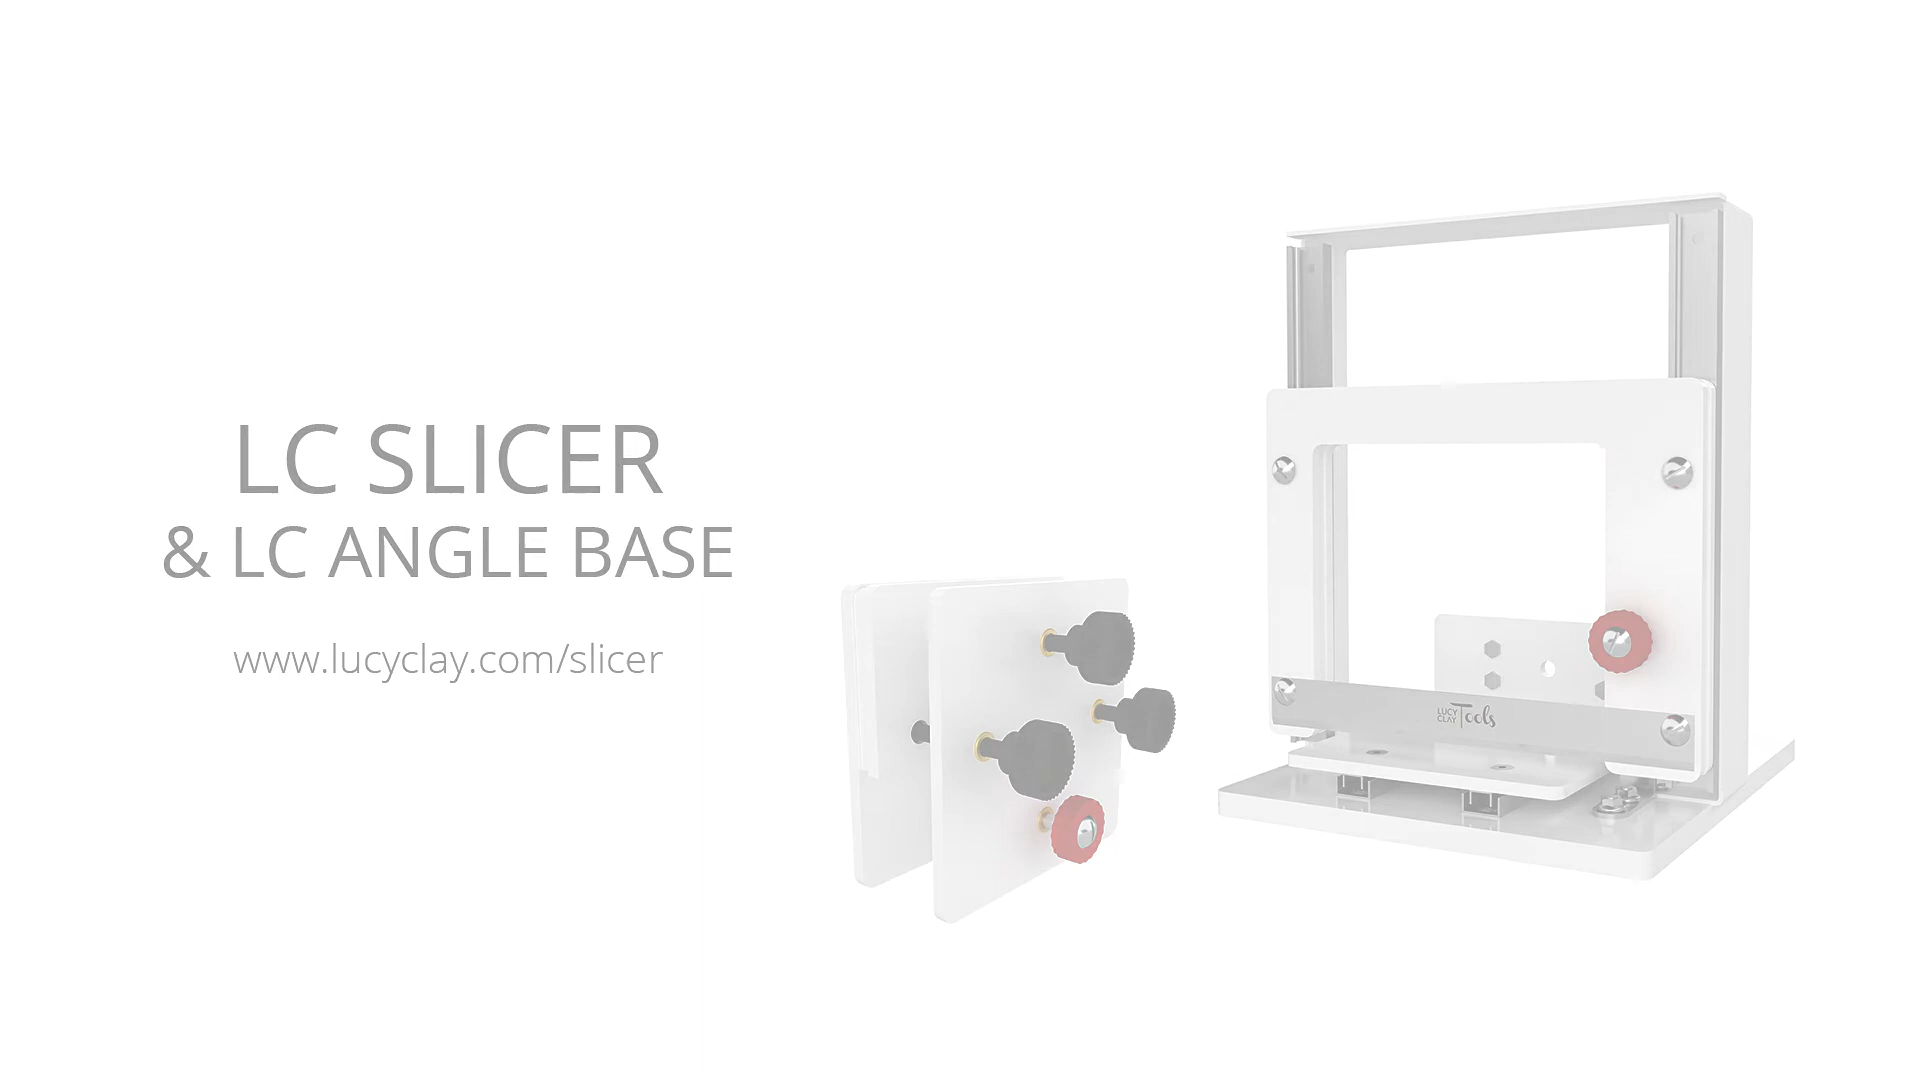 LC SLICER
& LC ANGLE BASE
www.lucyclay.com/slicer
LUCY
CLAY Tools